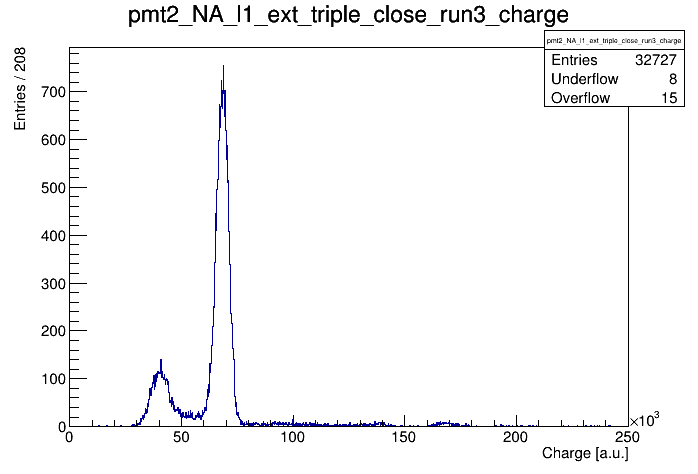 pmt2_NA_l1_ext_triple_close_run3_charge
pmt2_NA_l1_ext_triple_close_run3_charge
Entries 32727
Underflow 8
Overflow 15
Entries / 208
700
600
500
400
300
200
100
0
0 50 100 150 200 250
×10³
Charge [a.u.]